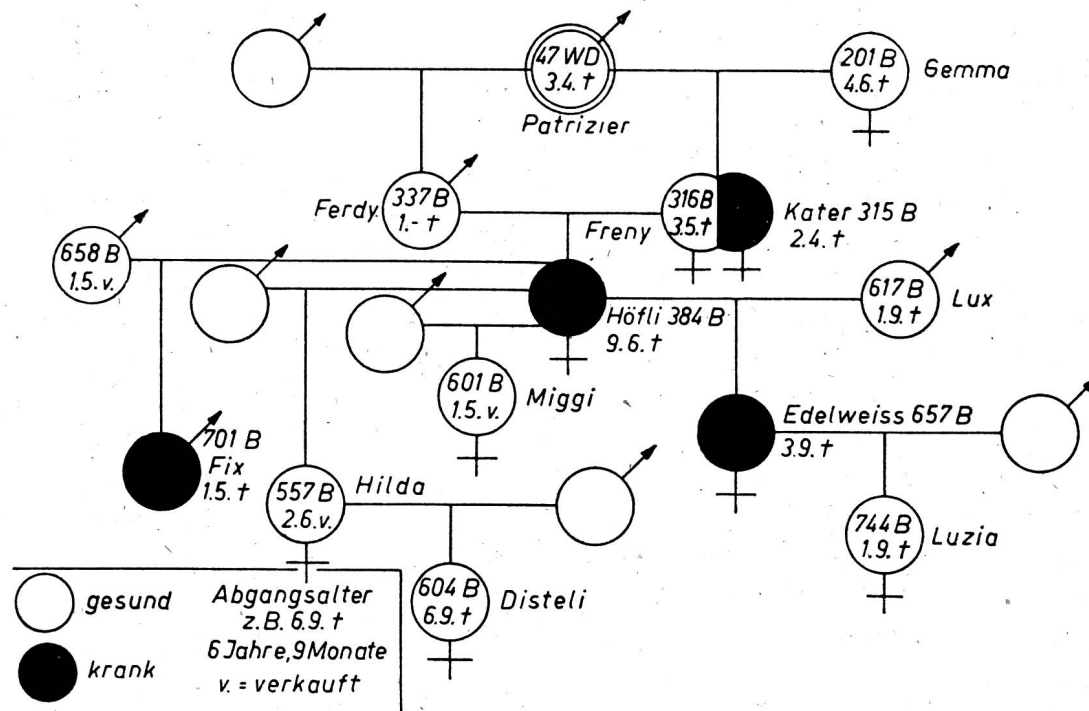 47 WD
3.4. †
Patrizier
201 B
4.6. †
Gemma
Ferdy
337 B
1.- †
Freny
316 B
3.5. †
Kater 315 B
2.4. †
658 B
1.5. v.
Höfli 384 B
9.6. †
617 B
1.9. †
Lux
601 B
1.5. v.
Miggi
Edelweiss 657 B
3.9. †
701 B
Fix
1.5. †
557 B
2.6. v.
Hilda
744 B
1.9. †
Luzia
604 B
6.9. †
Disteli
gesund
krank
Abgangsalter
z.B. 6.9. †
6 Jahre, 9 Monate
v. = verkauft